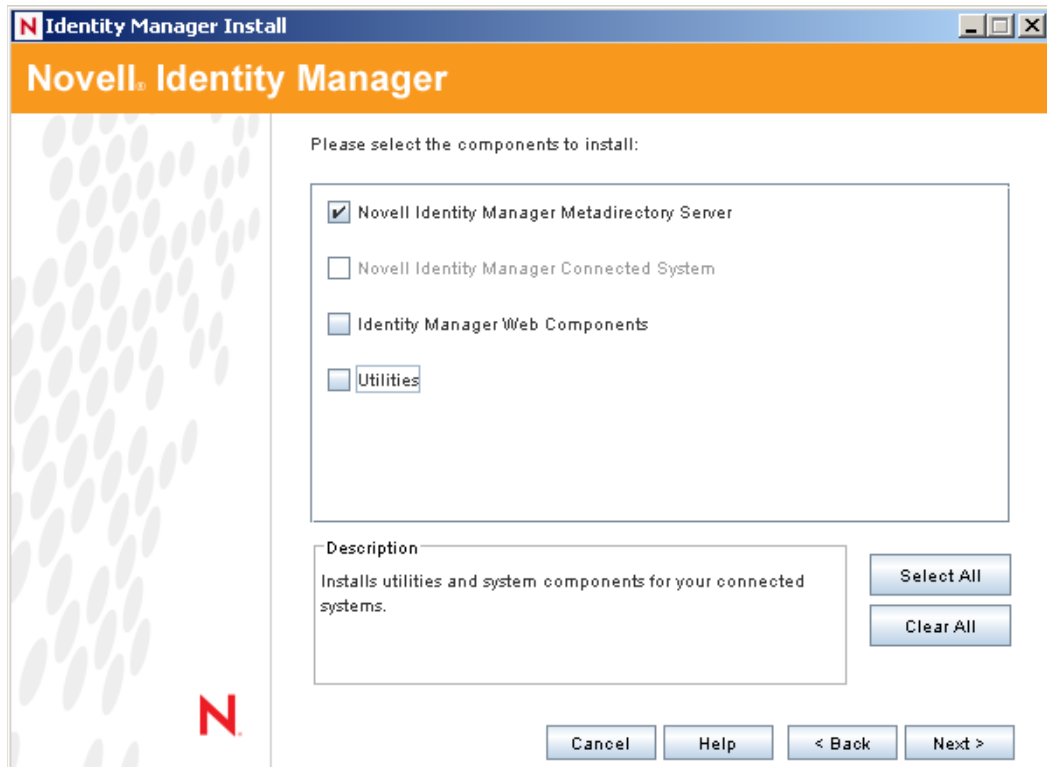 N Identity Manager Install
Novell® Identity Manager
Please select the components to install:
Novell Identity Manager Metadirectory Server
Novell Identity Manager Connected System
Identity Manager Web Components
Utilities
Description
Installs utilities and system components for your connected
systems.
Select All
Clear All
N
Cancel
Help
< Back
Next >